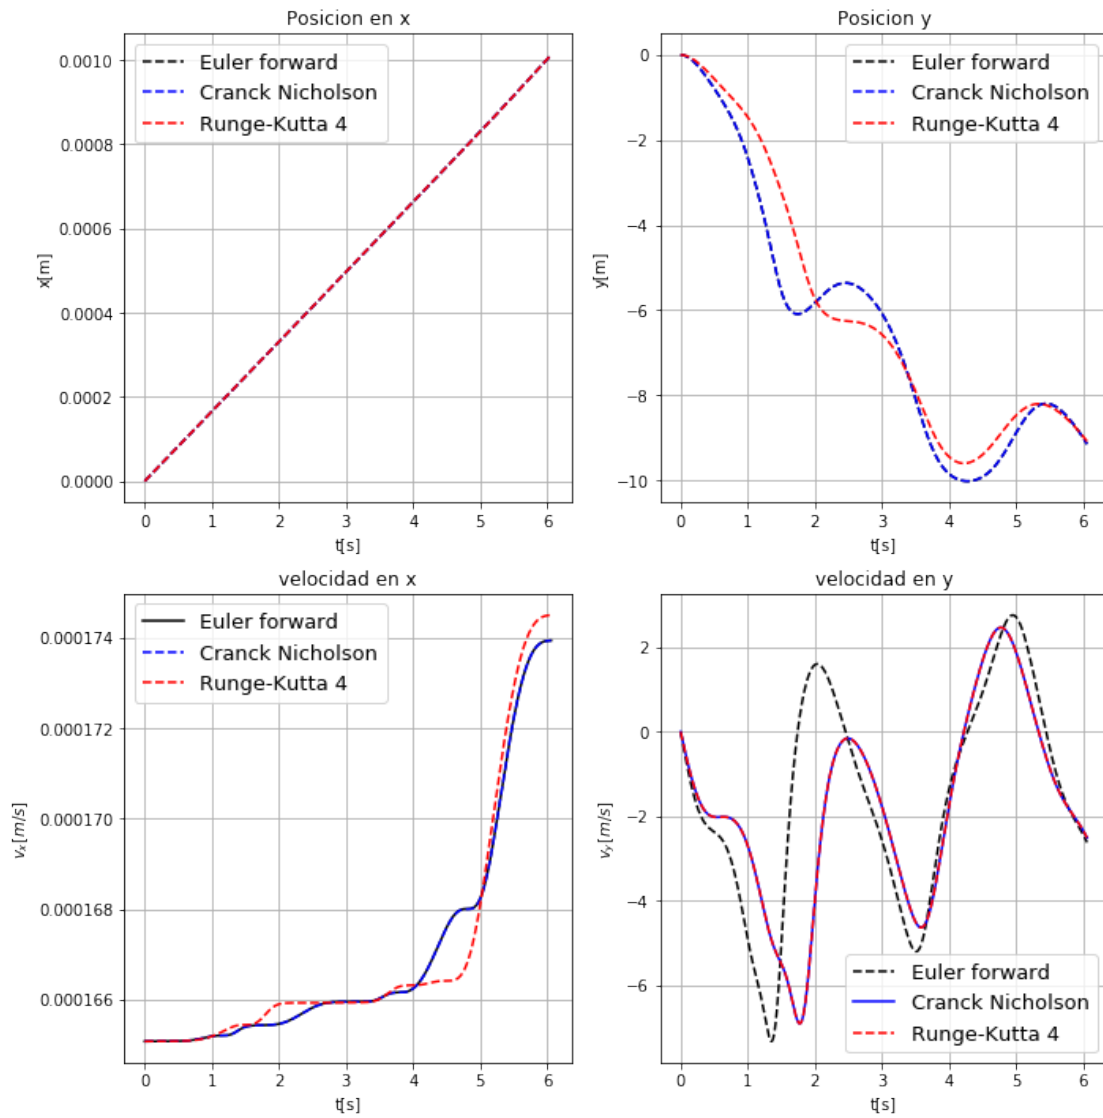 Posicion en x
Euler forward
Cranck Nicholson
Runge-Kutta 4
0.0010
0.0008
0.0006
0.0004
0.0002
0.0000
x[m]
0 1 2 3 4 5 6
t[s]
Posicion y
Euler forward
Cranck Nicholson
Runge-Kutta 4
0
−2
−4
−6
−8
−10
y[m]
0 1 2 3 4 5 6
t[s]
velocidad en x
Euler forward
Cranck Nicholson
Runge-Kutta 4
0.000174
0.000172
0.000170
0.000168
0.000166
vₓ[m/s]
0 1 2 3 4 5 6
t[s]
velocidad en y
2
0
−2
−4
−6
v_y[m/s]
Euler forward
Cranck Nicholson
Runge-Kutta 4
0 1 2 3 4 5 6
t[s]